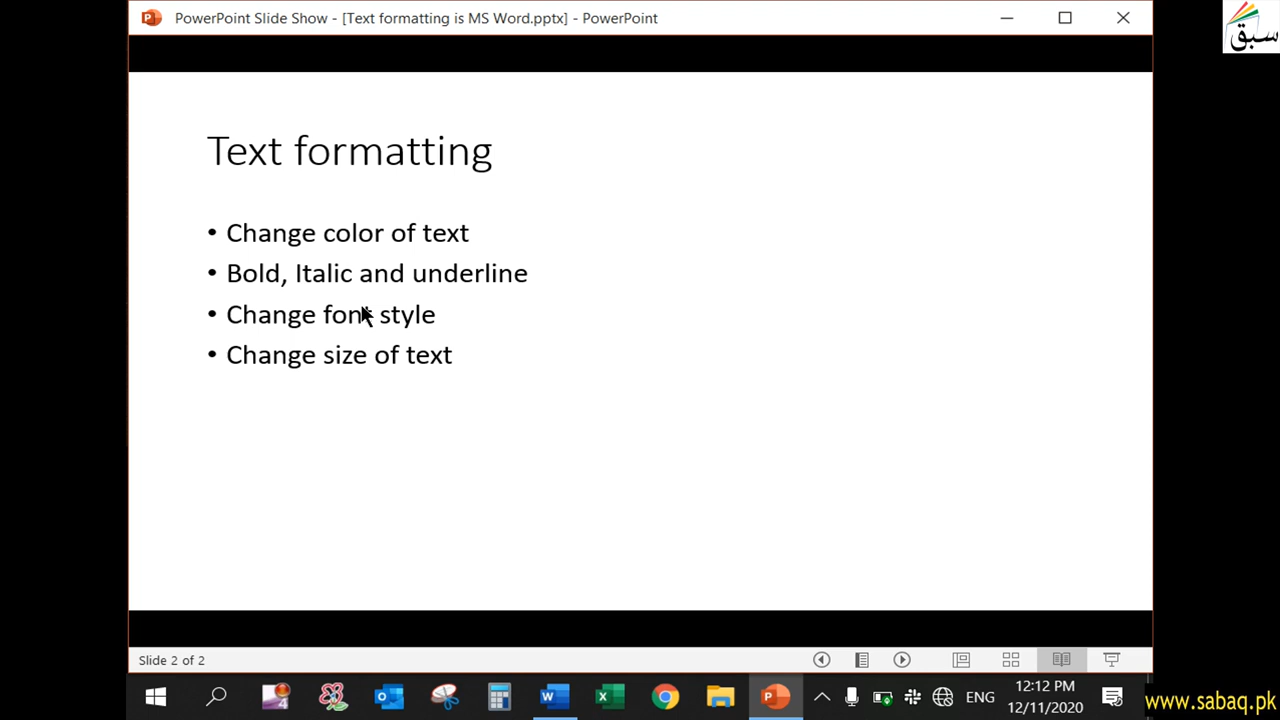 PowerPoint Slide Show - [Text formatting is MS Word.pptx] - PowerPoint
سبق
Text formatting
• Change color of text
• Bold, Italic and underline
• Change font style
• Change size of text
Slide 2 of 2
ENG
12:12 PM
12/11/2020
www.sabaq.pk